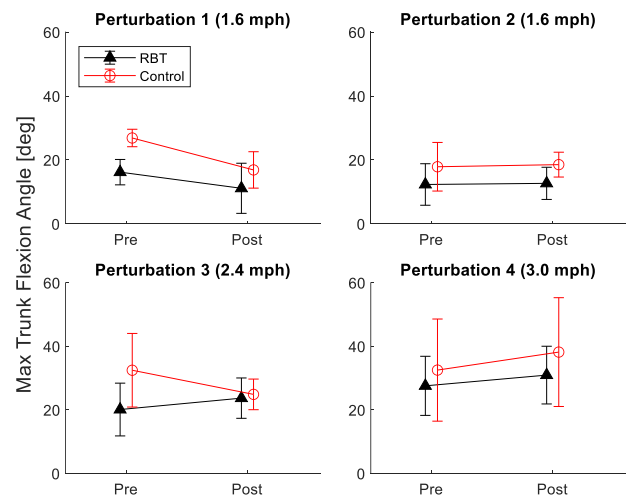 Perturbation 1 (1.6 mph)
Perturbation 2 (1.6 mph)
Max Trunk Flexion Angle [deg]
60
40
20
0
RBT
Control
Pre
Post
60
40
20
0
Pre
Post
Perturbation 3 (2.4 mph)
Perturbation 4 (3.0 mph)
60
40
20
0
Pre
Post
60
40
20
0
Pre
Post